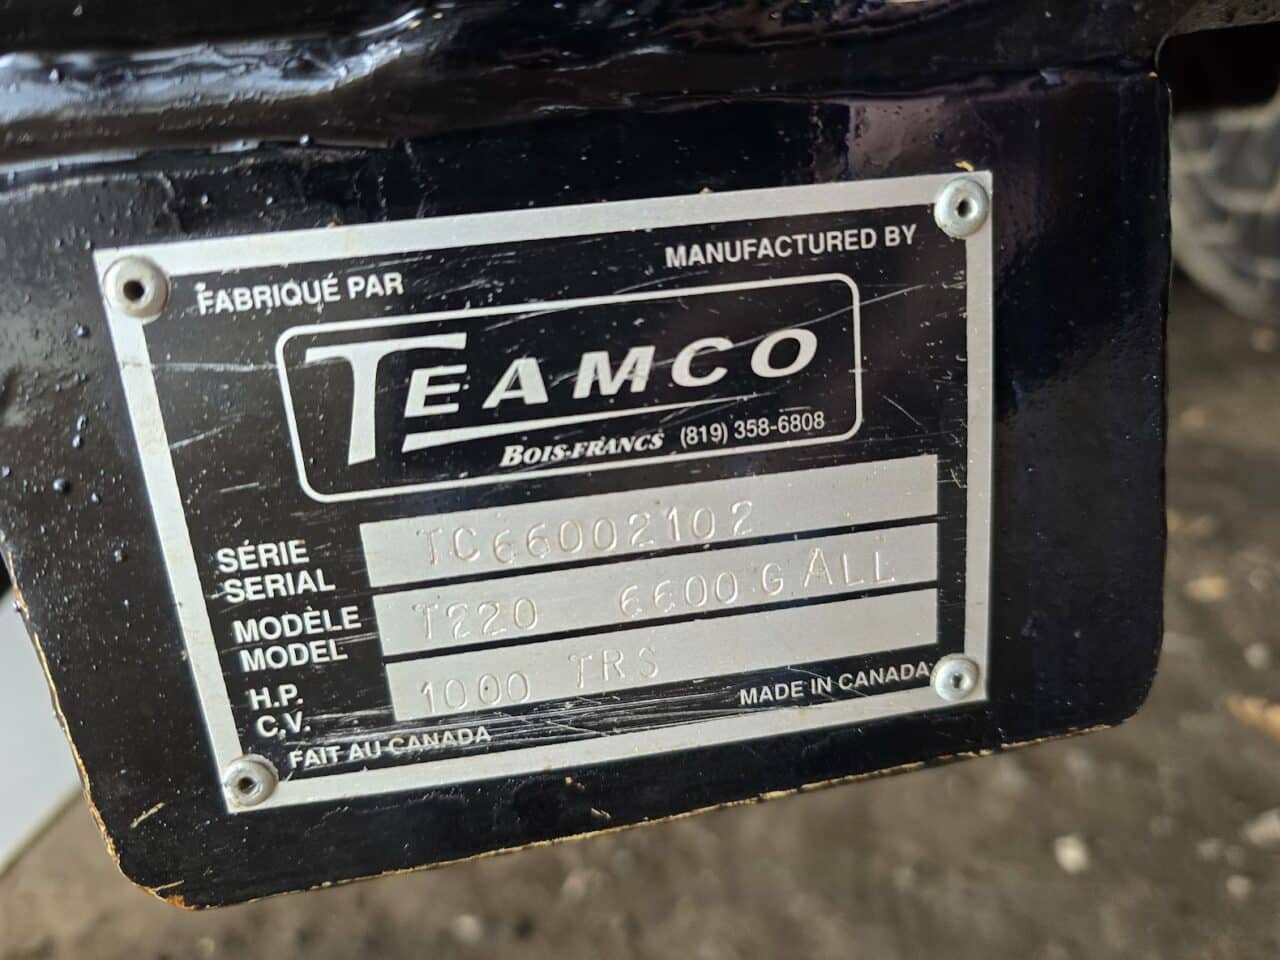 FABRIQUÉ PAR
MANUFACTURED BY
TEAMCO
BOIS-FRANCS (819) 358-6808
SÉRIE
SERIAL
TC66002102
MODÈLE
MODEL
T220 6600 GALL
H.P.
C.V.
1000 TRS
FAIT AU CANADA
MADE IN CANADA